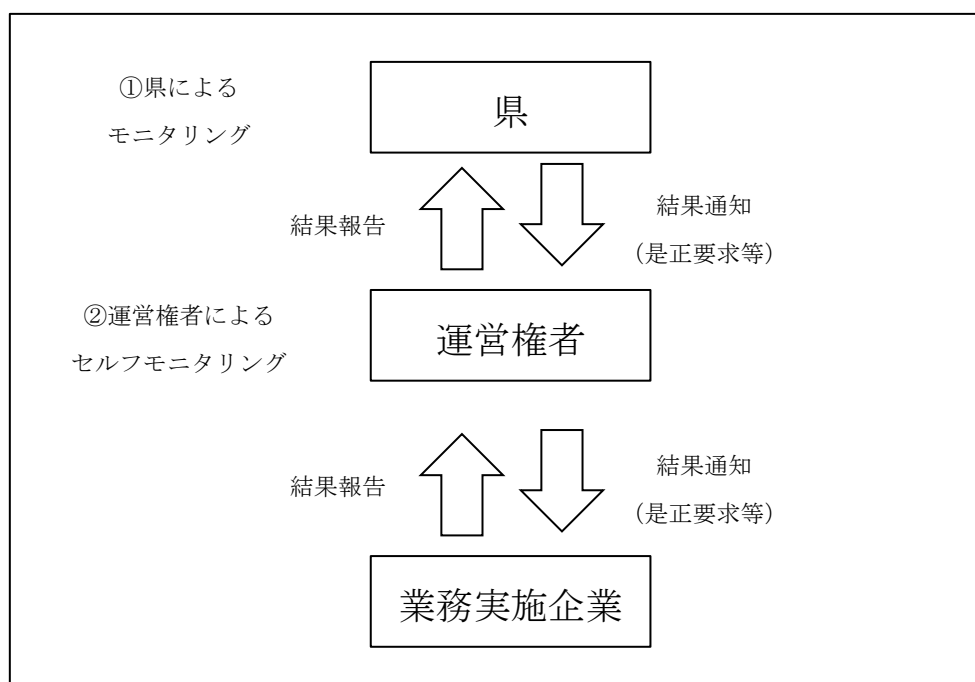 ①県による
モニタリング
県
結果報告
結果通知
(是正要求等)
②運営権者による
セルフモニタリング
運営権者
結果報告
結果通知
(是正要求等)
業務実施企業